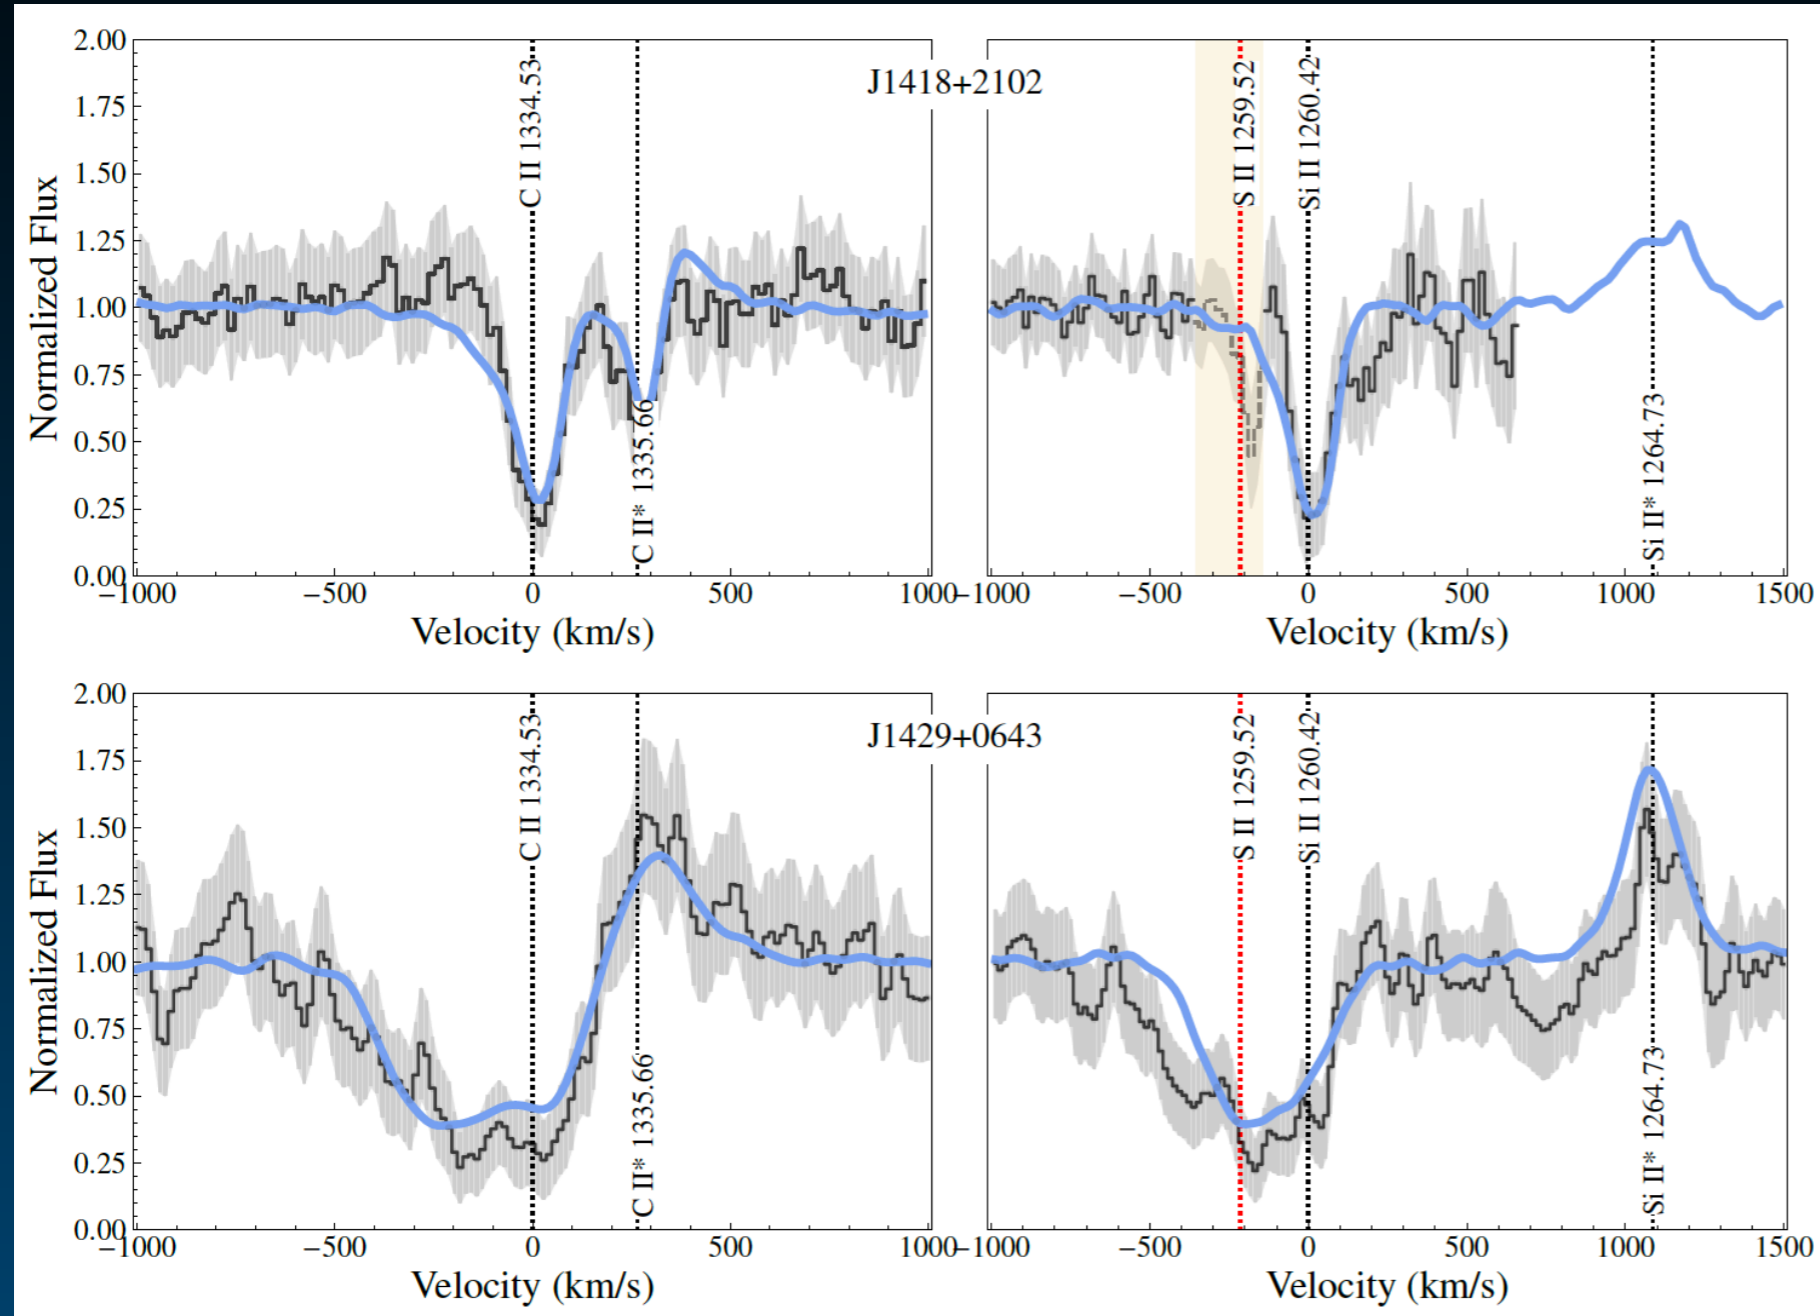 J1418+2102
Normalized Flux
2.00
1.75
1.50
1.25
1.00
0.75
0.50
0.25
0.00
C II 1334.53
C II* 1335.66
−1000
−500
0
500
1000
Velocity (km/s)
S II 1259.52
Si II 1260.42
Si II* 1264.73
−1000
−500
0
500
1000
1500
Velocity (km/s)
J1429+0643
Normalized Flux
2.00
1.75
1.50
1.25
1.00
0.75
0.50
0.25
0.00
C II 1334.53
C II* 1335.66
−1000
−500
0
500
1000
Velocity (km/s)
S II 1259.52
Si II 1260.42
Si II* 1264.73
−1000
−500
0
500
1000
1500
Velocity (km/s)